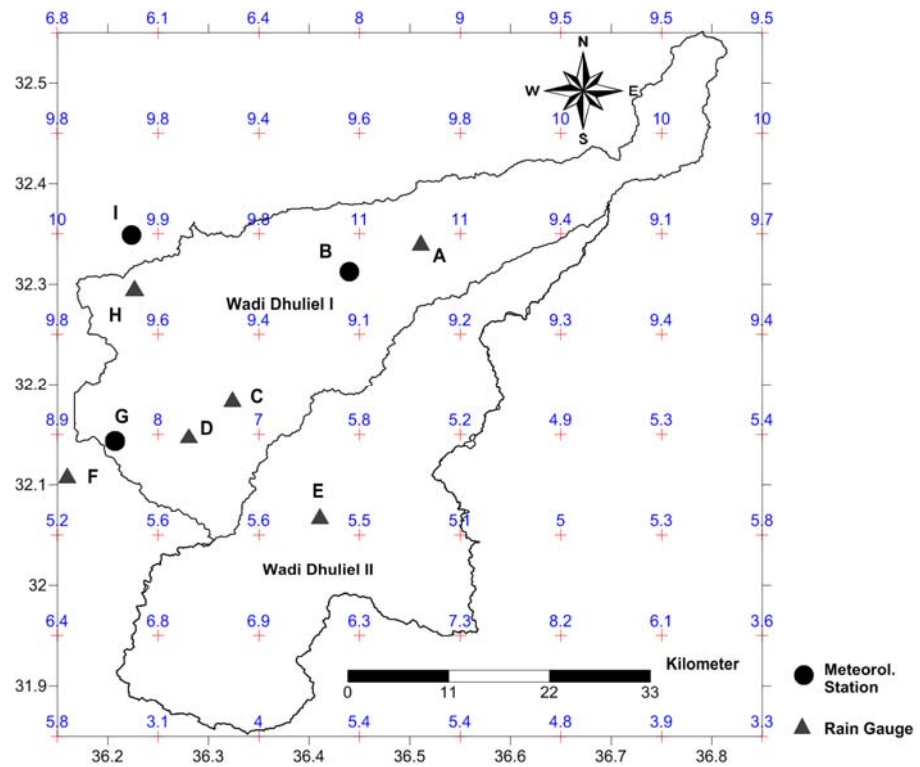 6.8 6.1 6.4 8 9 9.5 9.5 9.5
N
32.5
W E
S
9.8 9.8 9.4 9.6 9.8 10 10 10
32.4
I
10 9.9 9.8 11 11 9.4 9.1 9.7
B A
32.3
H Wadi Dhuliel I
9.8 9.6 9.4 9.1 9.2 9.3 9.4 9.4
32.2
C
G
8.9 8 D 7 5.8 5.2 4.9 5.3 5.4
F
32.1
E
5.2 5.6 5.6 5.5 5.1 5 5.3 5.8
Wadi Dhuliel II
32
6.4 6.8 6.9 6.3 7.3 8.2 6.1 3.6
Kilometer
0 11 22 33
31.9
Meteorol.
Station
5.8 3.1 4 5.4 5.4 4.8 3.9 3.3
Rain Gauge
36.2 36.3 36.4 36.5 36.6 36.7 36.8